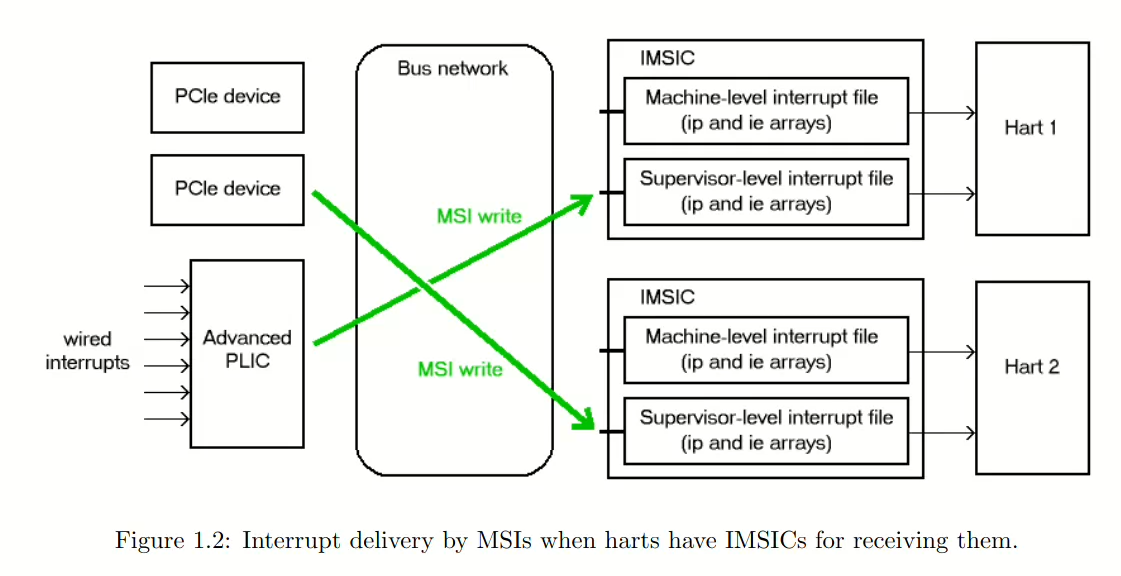 PCIe device
PCIe device
wired
interrupts
Advanced
PLIC
Bus network
MSI write
MSI write
IMSIC
Machine-level interrupt file
(ip and ie arrays)
Supervisor-level interrupt file
(ip and ie arrays)
Hart 1
IMSIC
Machine-level interrupt file
(ip and ie arrays)
Supervisor-level interrupt file
(ip and ie arrays)
Hart 2
Figure 1.2: Interrupt delivery by MSIs when harts have IMSICs for receiving them.